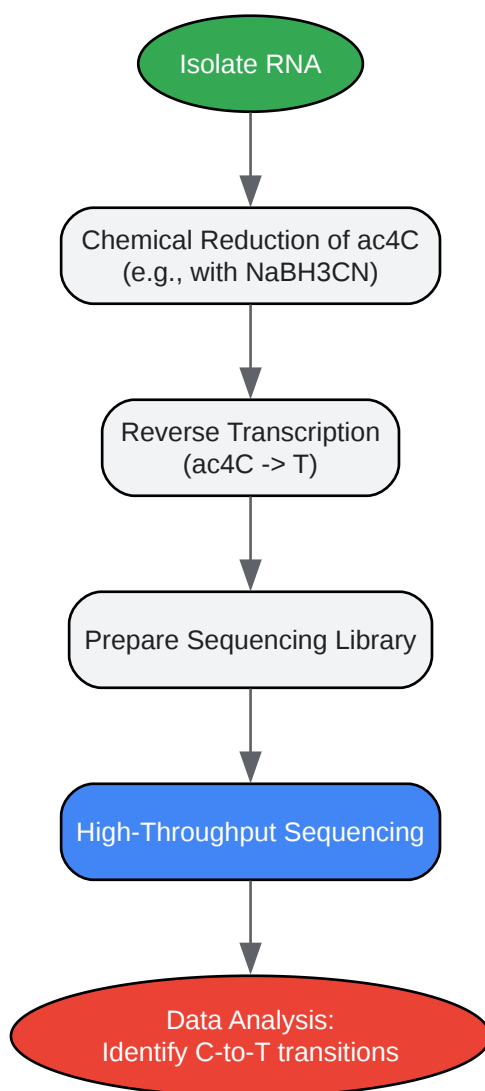 Isolate RNA
Chemical Reduction of ac4C
(e.g., with NaBH3CN)
Reverse Transcription
(ac4C -> T)
Prepare Sequencing Library
High-Throughput Sequencing
Data Analysis:
Identify C-to-T transitions